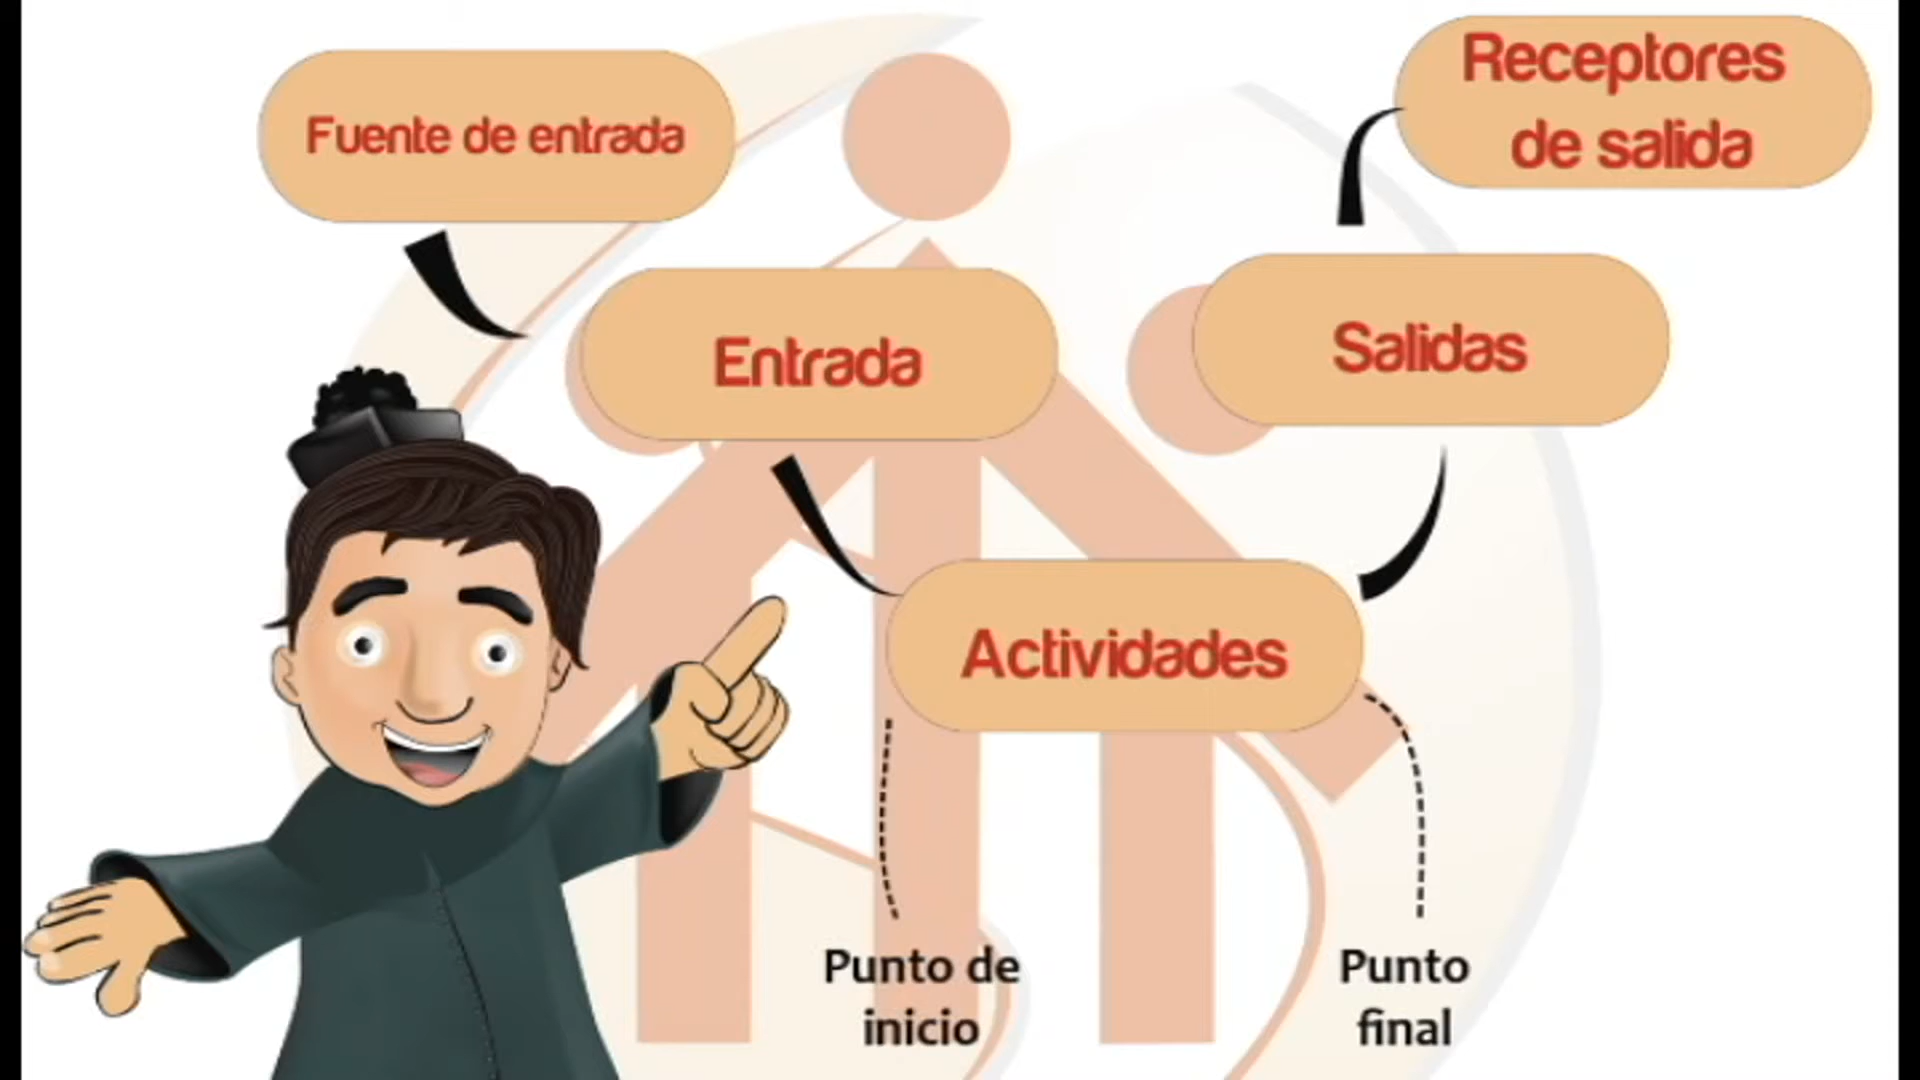 Fuente de entrada
Receptores
de salida
Entrada
Salidas
Actividades
Punto de
inicio
Punto
final